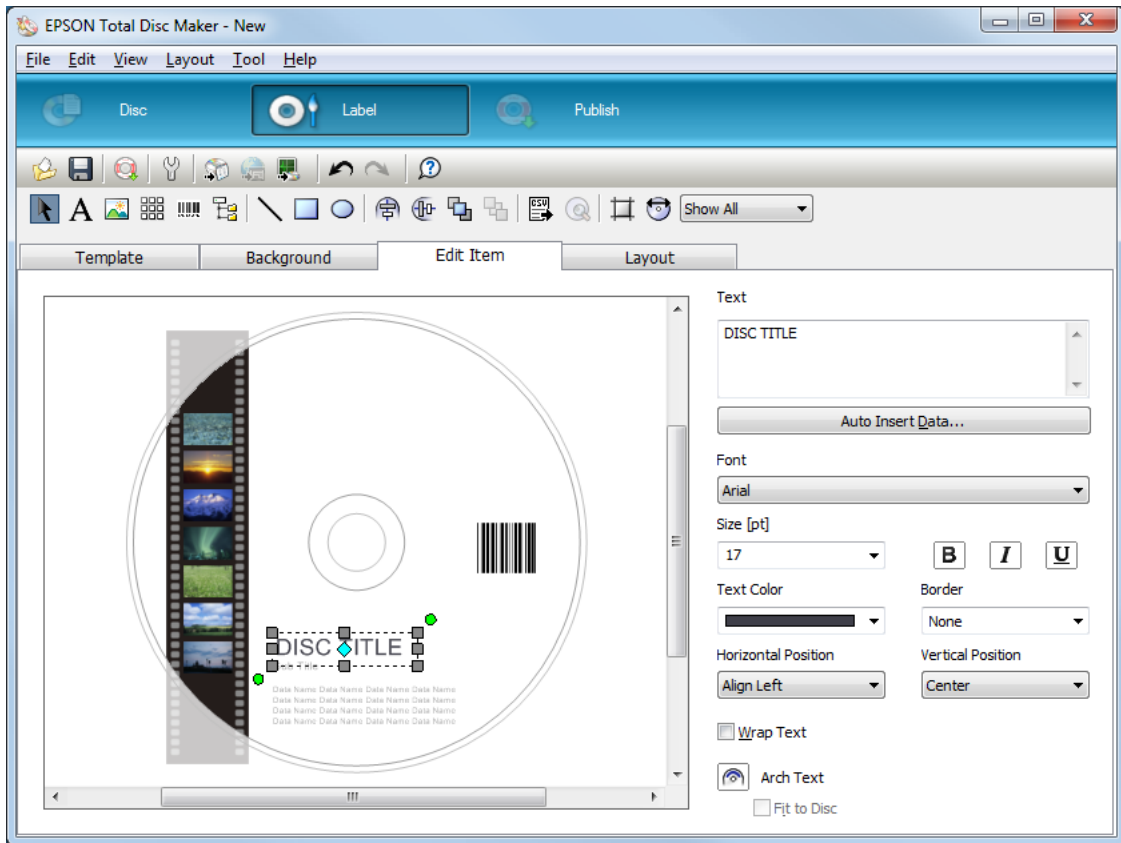 EPSON Total Disc Maker - New
File Edit View Layout Tool Help
Disc Label Publish
A CSV Show All
Template Background Edit Item Layout
Text
DISC TITLE
Auto Insert Data...
Font
Arial
Size [pt]
17 B I U
Text Color Border
None
Horizontal Position Vertical Position
Align Left Center
Wrap Text
Arch Text
Fit to Disc
DISC TITLE
Title
Data Name Data Name Data Name Data Name
Data Name Data Name Data Name Data Name
Data Name Data Name Data Name Data Name
Data Name Data Name Data Name Data Name